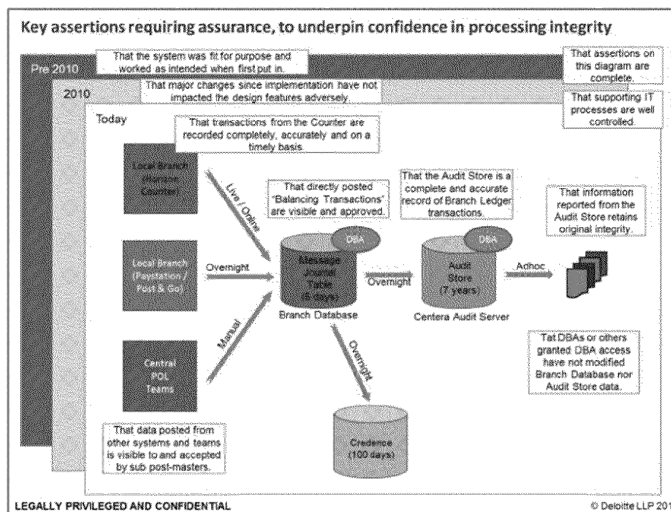 Key assertions requiring assurance, to underpin confidence in processing integrity
Pre 2010
That the system was fit for purpose and
worked as intended when first put in.
That assertions on
this diagram are
complete.
2010
That major changes since implementation have not
impacted the design features adversely.
That supporting IT
processes are well
controlled.
Today
That transactions from the Counter are
recorded completely, accurately and on a
timely basis.
Local Branch
(Horizon
Counter)
Live / Online
That directly posted
"Balancing Transactions"
are visible and approved.
That the Audit Store is a
complete and accurate
record of Branch Ledger
transactions.
That information
reported from the
Audit Store retains
original integrity.
DBA
DBA
Local Branch
(Paystation /
Post & Go)
Overnight
Message
Journal
Table
(5 days)
Overnight
Audit
Store
(7 years)
Adhoc
Branch Database
Centera Audit Server
Manual
Central
POL
Teams
Overnight
Tat DBAs or others
granted DBA access
have not modified
Branch Database nor
Audit Store data.
That data posted from
other systems and teams
is visible to and accepted
by sub post-masters.
Credence
(100 days)
LEGALLY PRIVILEGED AND CONFIDENTIAL
© Deloitte LLP 201